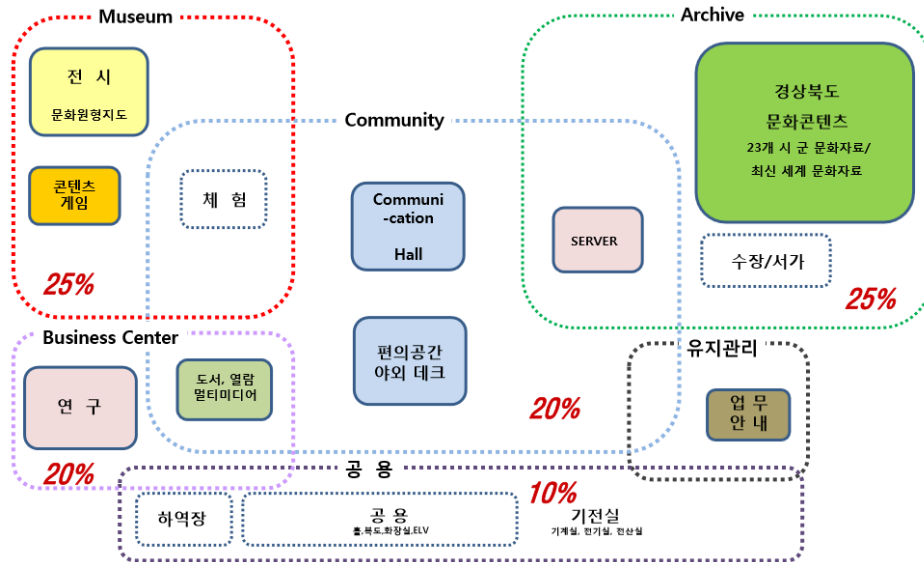 Museum
전 시
문화원형지도
콘텐츠
게임
체 험
25%
Community
Communi
-cation
Hall
편의공간
야외 데크
20%
Archive
경상북도
문화콘텐츠
23개 시 군 문화자료/
최신 세계 문화자료
SERVER
수장/서가
25%
Business Center
연 구
도서, 열람
멀티미디어
20%
유지관리
업 무
안 내
공 용
10%
하역장
공 용
홀,복도,화장실,ELV
기전실
기계실, 전기실, 전산실